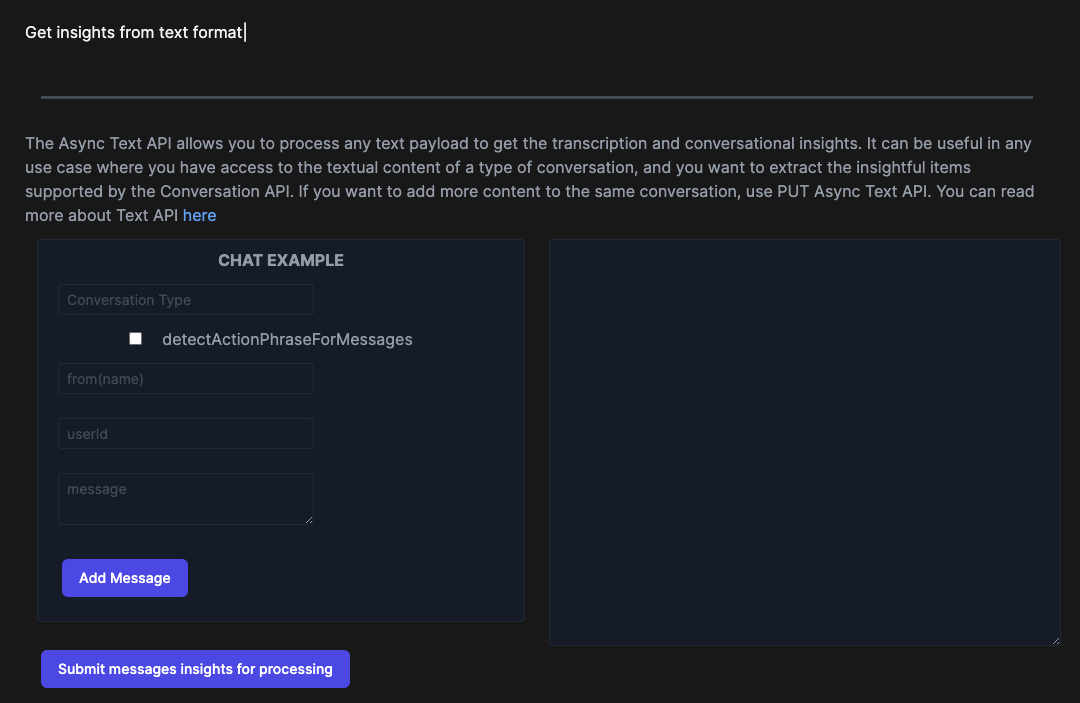 Get insights from text format
The Async Text API allows you to process any text payload to get the transcription and conversational insights. It can be useful in any
use case where you have access to the textual content of a type of conversation, and you want to extract the insightful items
supported by the Conversation API. If you want to add more content to the same conversation, use PUT Async Text API. You can read
more about Text API here
CHAT EXAMPLE
Conversation Type
detectActionPhraseForMessages
from(name)
userId
message
Add Message
Submit messages insights for processing